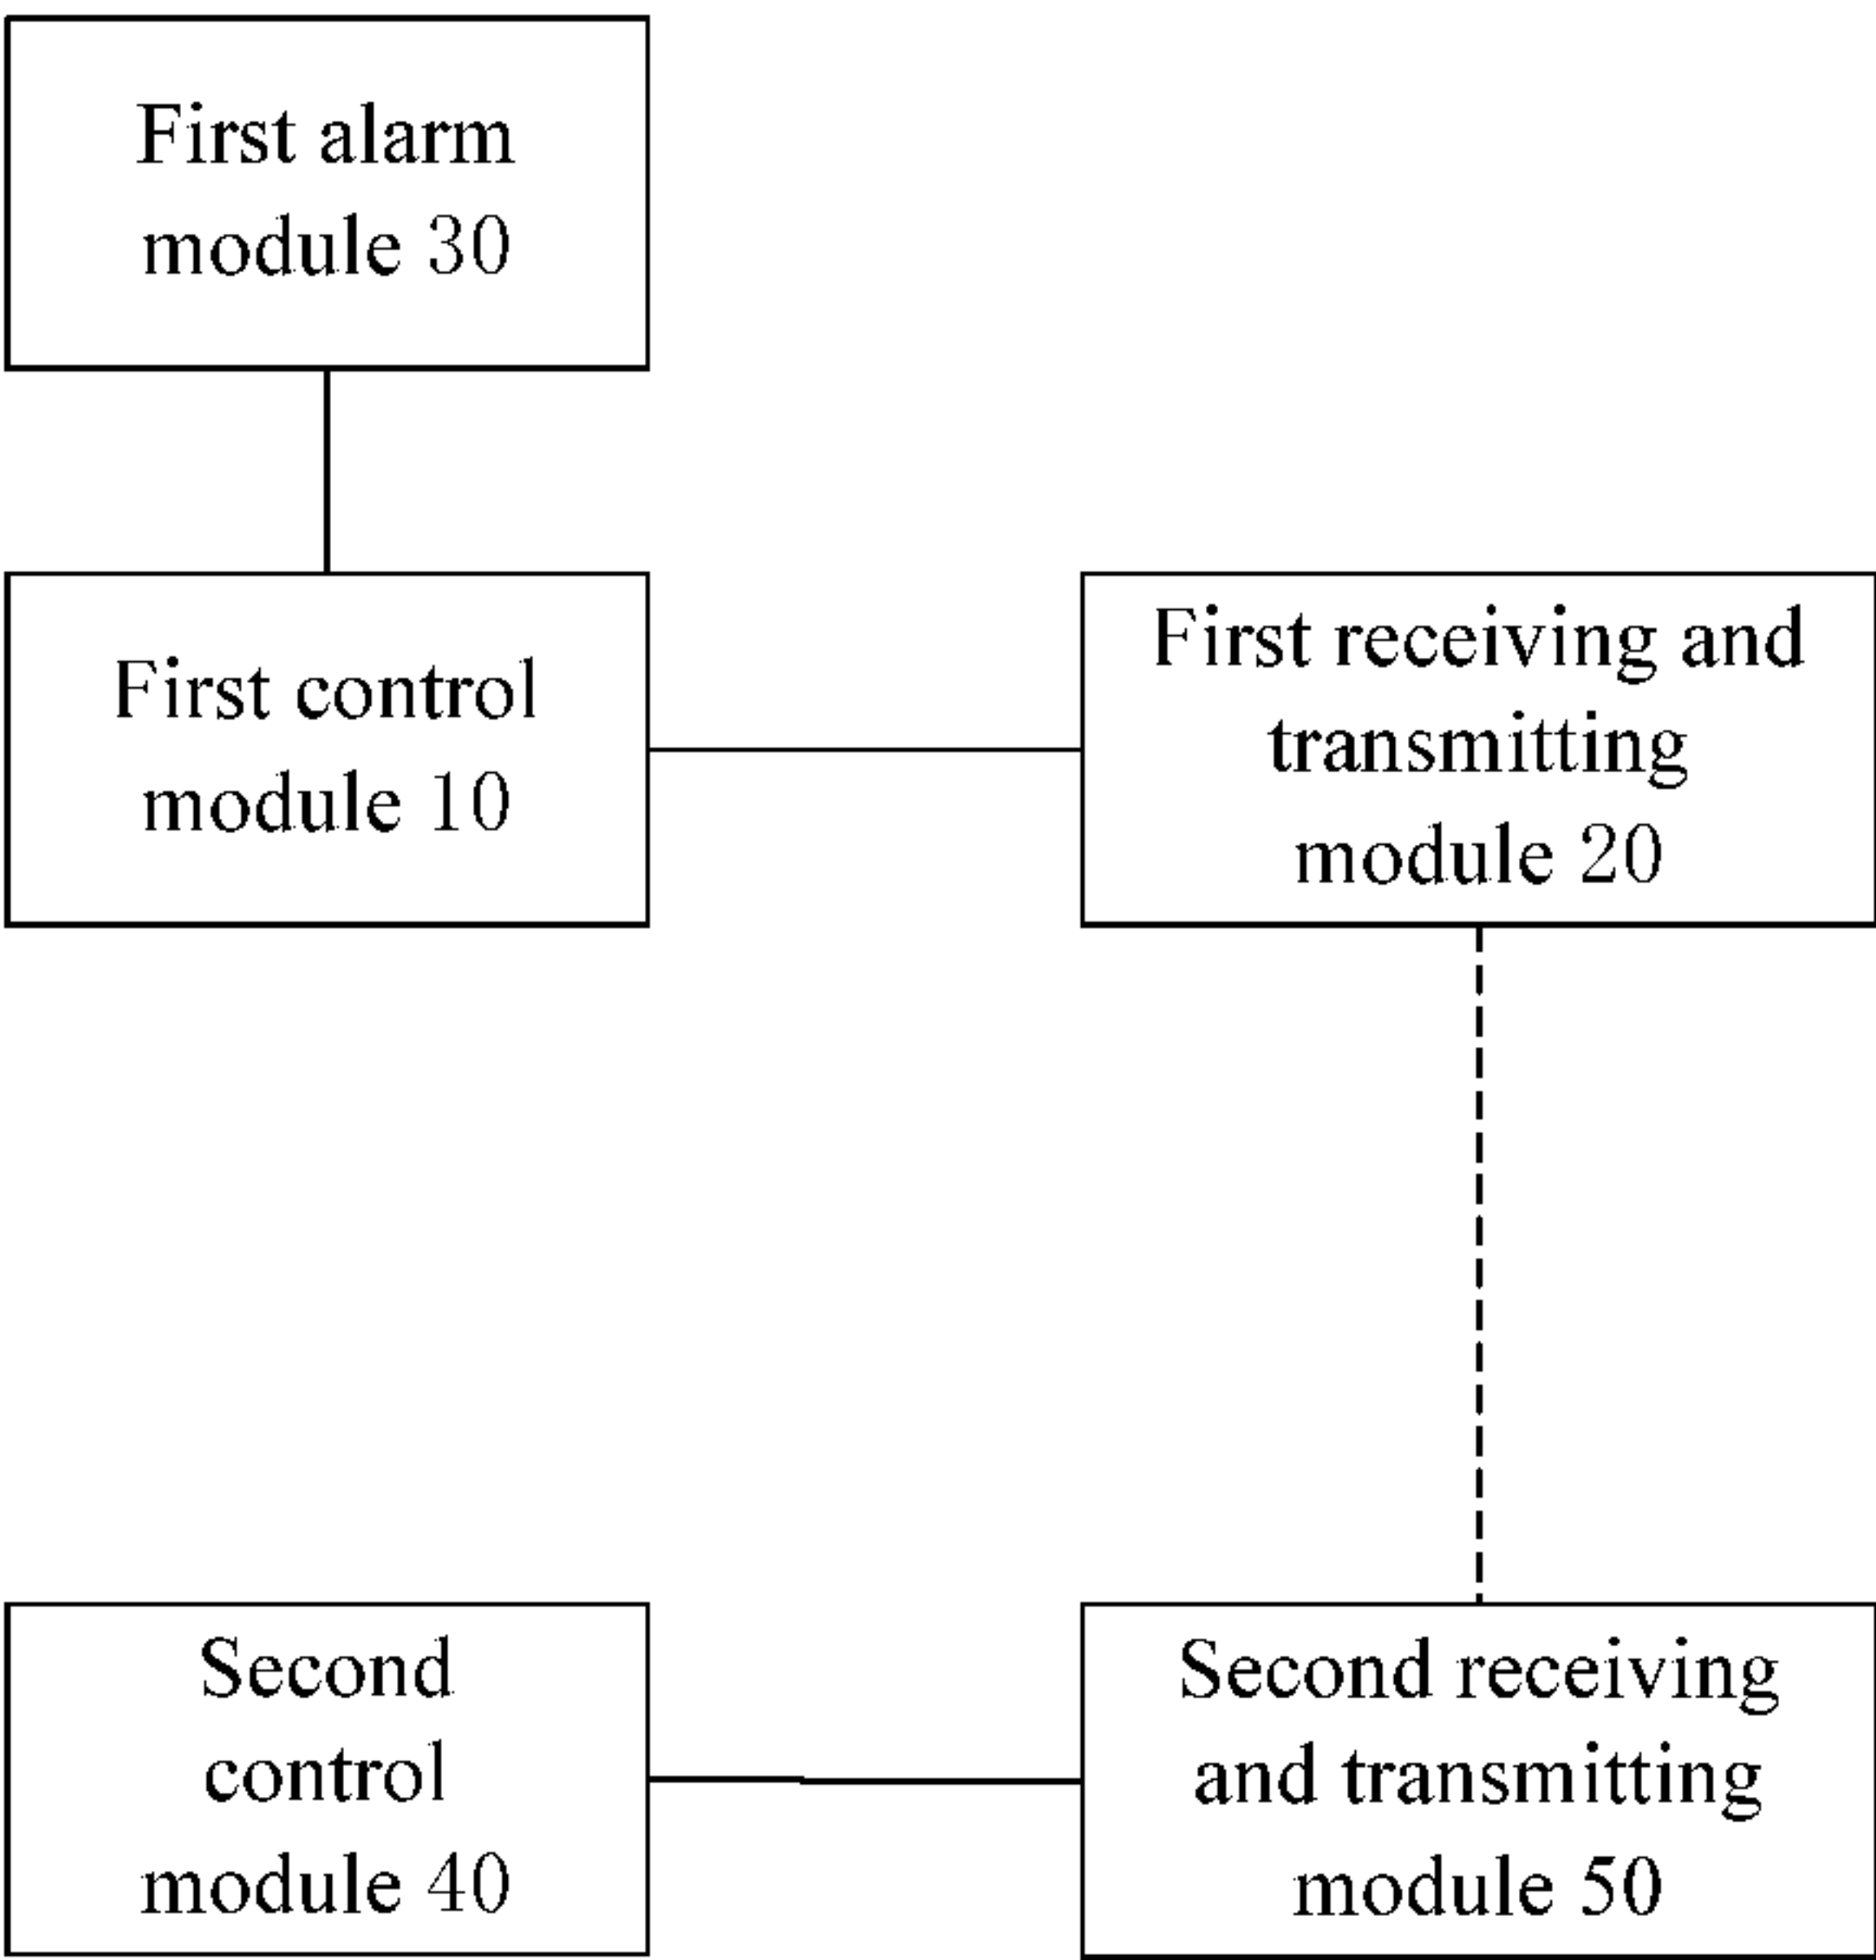 First alarm
module 30
First control
module 10
First receiving and
transmitting
module 20
Second
control
module 40
Second receiving
and transmitting
module 50